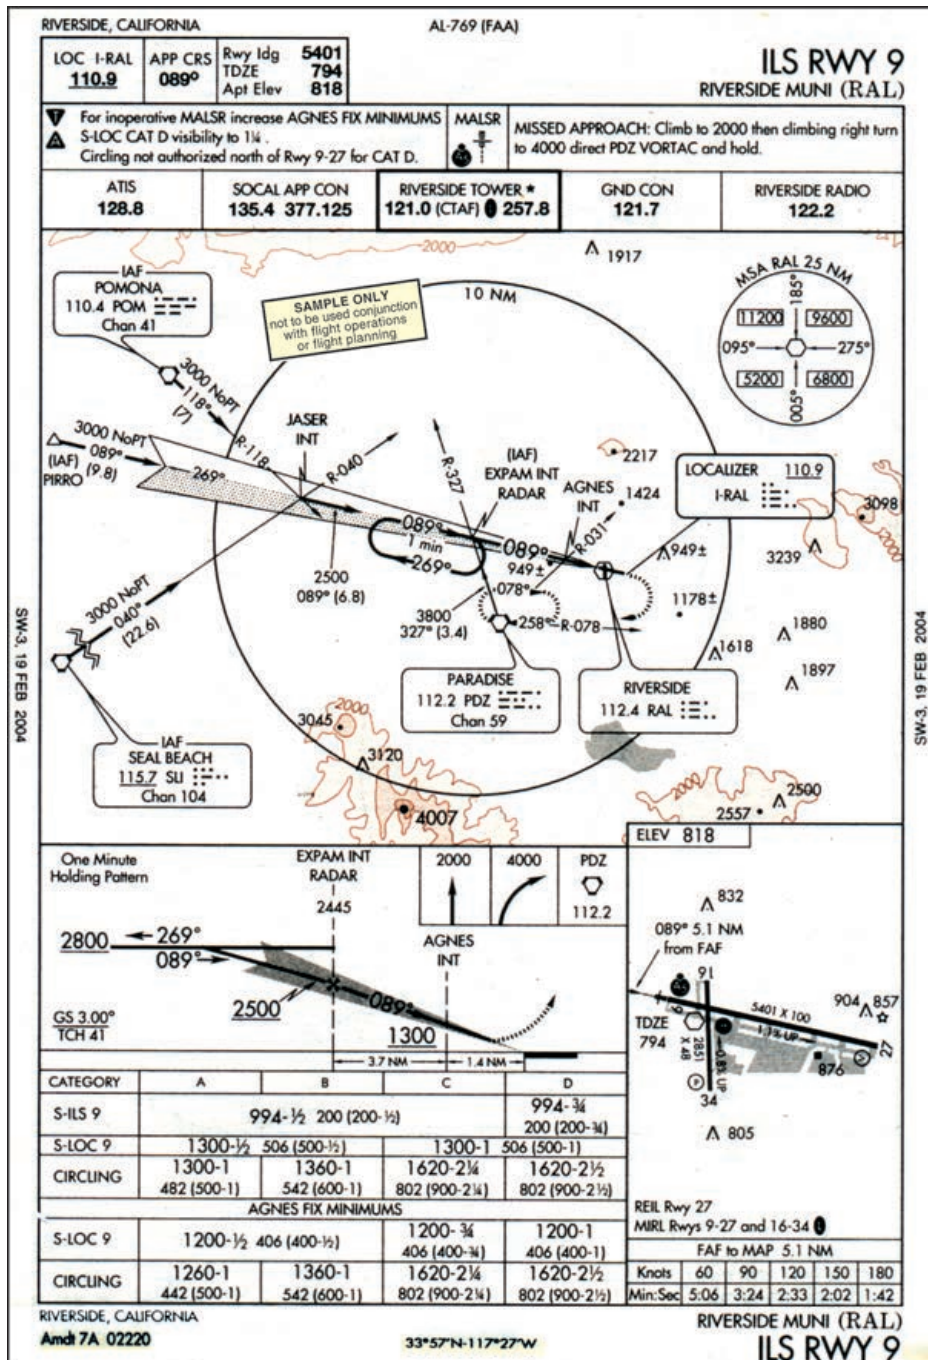 RIVERSIDE, CALIFORNIA
AL-769 (FAA)
LOC I-RAL
110.9
APP CRS
089°
Rwy ldg 5401
TDZE 794
Apt Elev 818
ILS RWY 9
RIVERSIDE MUNI (RAL)
For inoperative MALSR increase AGNES FIX MINIMUMS
S-LOC CAT D visibility to 1¼.
Circling not authorized north of Rwy 9-27 for CAT D.
MALSR
MISSED APPROACH: Climb to 2000 then climbing right turn
to 4000 direct PDZ VORTAC and hold.
ATIS
128.8
SOCAL APP CON
135.4 377.125
RIVERSIDE TOWER *
121.0 (CTAF) 257.8
GND CON
121.7
RIVERSIDE RADIO
122.2
2000
1917
IAF
POMONA
110.4 POM
Chan 41
SAMPLE ONLY
not to be used conjunction
with flight operations
or flight planning
10 NM
MSA RAL 25 NM
185°
11200
9600
095°
275°
5200
6800
005°
3000 NoPT
118°
(7)
R-118
JASER
INT
3000 NoPT
089°
(9.8)
(IAF)
PIRRO
269°
R-040
R-327
(IAF)
EXPAM INT
RADAR
2217
AGNES
INT
1424
LOCALIZER 110.9
I-RAL
3098
3239
089°
1 min
269°
089°
R-031
949±
949±
2500
089° (6.8)
078°
3800
327° (3.4)
258°
R-078
1178±
1880
1618
1897
3000 NoPT
040°
(22.6)
PARADISE
112.2 PDZ
Chan 59
RIVERSIDE
112.4 RAL
IAF
SEAL BEACH
115.7 SLI
Chan 104
2000
3045
3120
4007
2000
2500
2557
SW-3, 19 FEB 2004
SW-3, 19 FEB 2004
One Minute
Holding Pattern
EXPAM INT
RADAR
2445
2000
4000
PDZ
112.2
2800
269°
089°
AGNES
INT
2500
089°
1300
GS 3.00°
TCH 41
3.7 NM
1.4 NM
ELEV 818
832
089° 5.1 NM
from FAF
16
5401 X 100
904
857
9
TDZE
794
1.1% UP
27
2851 X 48
0.8% UP
876
34
805
REIL Rwy 27
MIRL Rwys 9-27 and 16-34
FAF to MAP 5.1 NM
Knots 60 90 120 150 180
Min:Sec 5:06 3:24 2:33 2:02 1:42
CATEGORY A B C D
S-ILS 9 994-½ 200 (200-½) 994-¾ 200 (200-¾)
S-LOC 9 1300-½ 506 (500-½) 1300-1 506 (500-1)
CIRCLING 1300-1 1360-1 1620-2¼ 1620-2½
482 (500-1) 542 (600-1) 802 (900-2¼) 802 (900-2½)
AGNES FIX MINIMUMS
S-LOC 9 1200-½ 406 (400-½) 1200-¾ 1200-1
406 (400-¾) 406 (400-1)
CIRCLING 1260-1 1360-1 1620-2¼ 1620-2½
442 (500-1) 542 (600-1) 802 (900-2¼) 802 (900-2½)
RIVERSIDE, CALIFORNIA
Amdt 7A 02220
33°57'N-117°27'W
RIVERSIDE MUNI (RAL)
ILS RWY 9